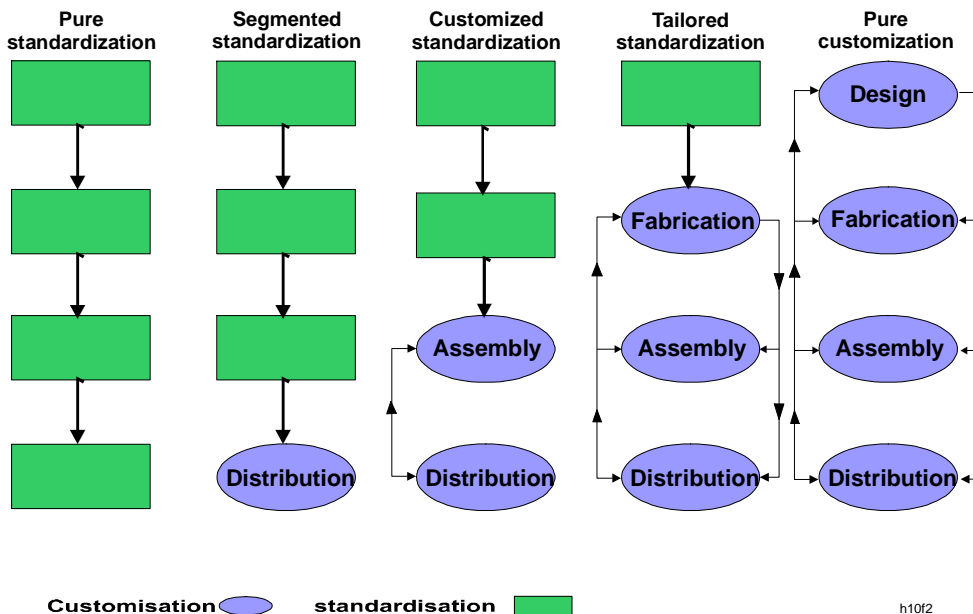 Pure
standardization
Segmented
standardization
Customized
standardization
Tailored
standardization
Pure
customization
Design
Fabrication
Fabrication
Assembly
Assembly
Assembly
Distribution
Distribution
Distribution
Distribution
Customisation
standardisation
h10f2